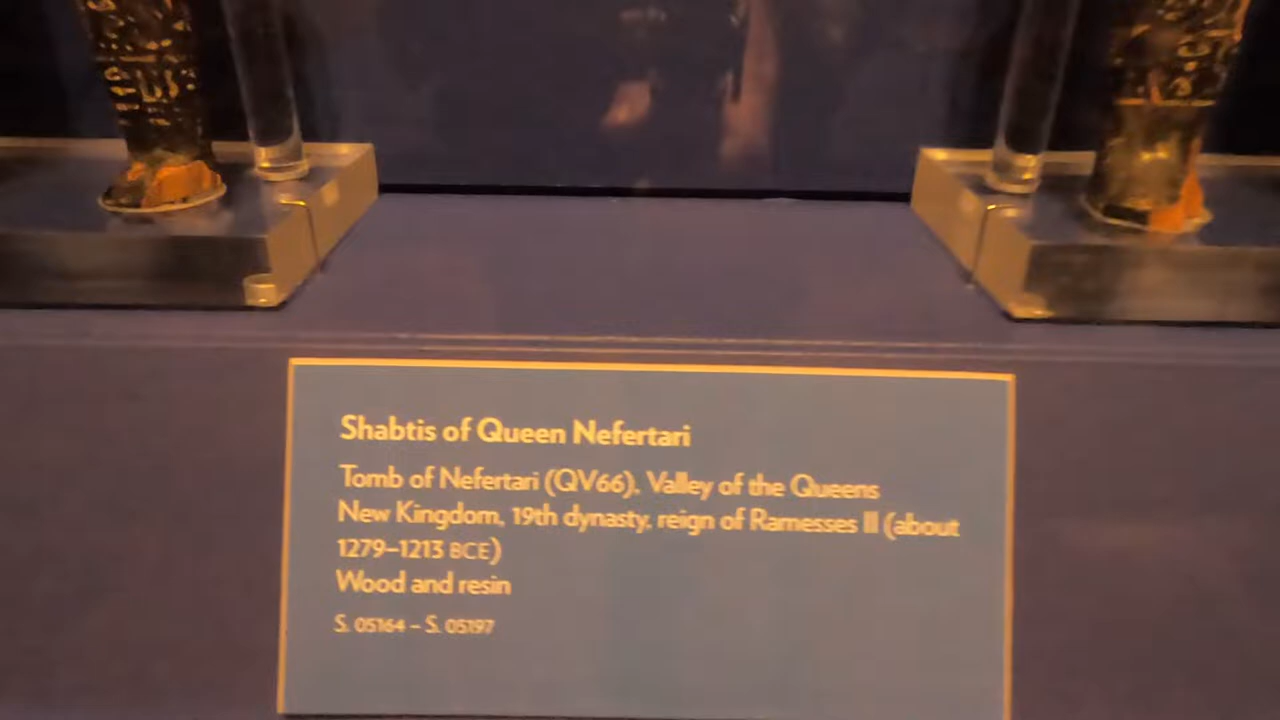 Shabtis of Queen Nefertari
Tomb of Nefertari (QV66), Valley of the Queens
New Kingdom, 19th dynasty, reign of Ramesses II (about
1279–1213 BCE)
Wood and resin
S. 05164 – S. 05197